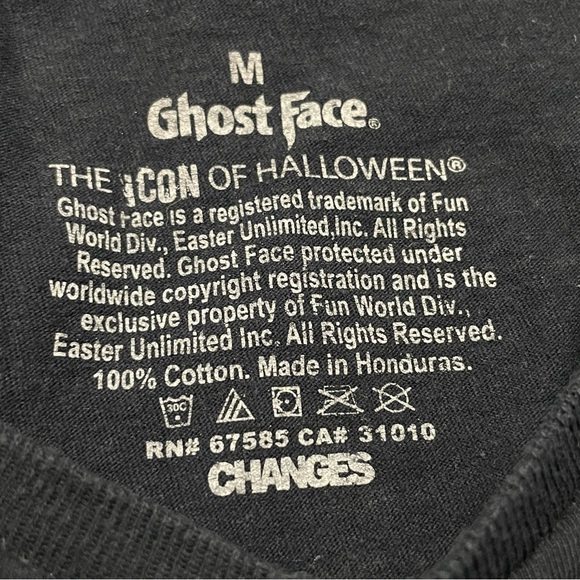 M
Ghost Face®
THE ICON OF HALLOWEEN®
Ghost Face is a registered trademark of Fun
World Div., Easter Unlimited,Inc. All Rights
Reserved. Ghost Face protected under
worldwide copyright registration and is the
exclusive property of Fun World Div.,
Easter Unlimited Inc. All Rights Reserved.
100% Cotton. Made in Honduras.
30C
RN# 67585 CA# 31010
CHANGES